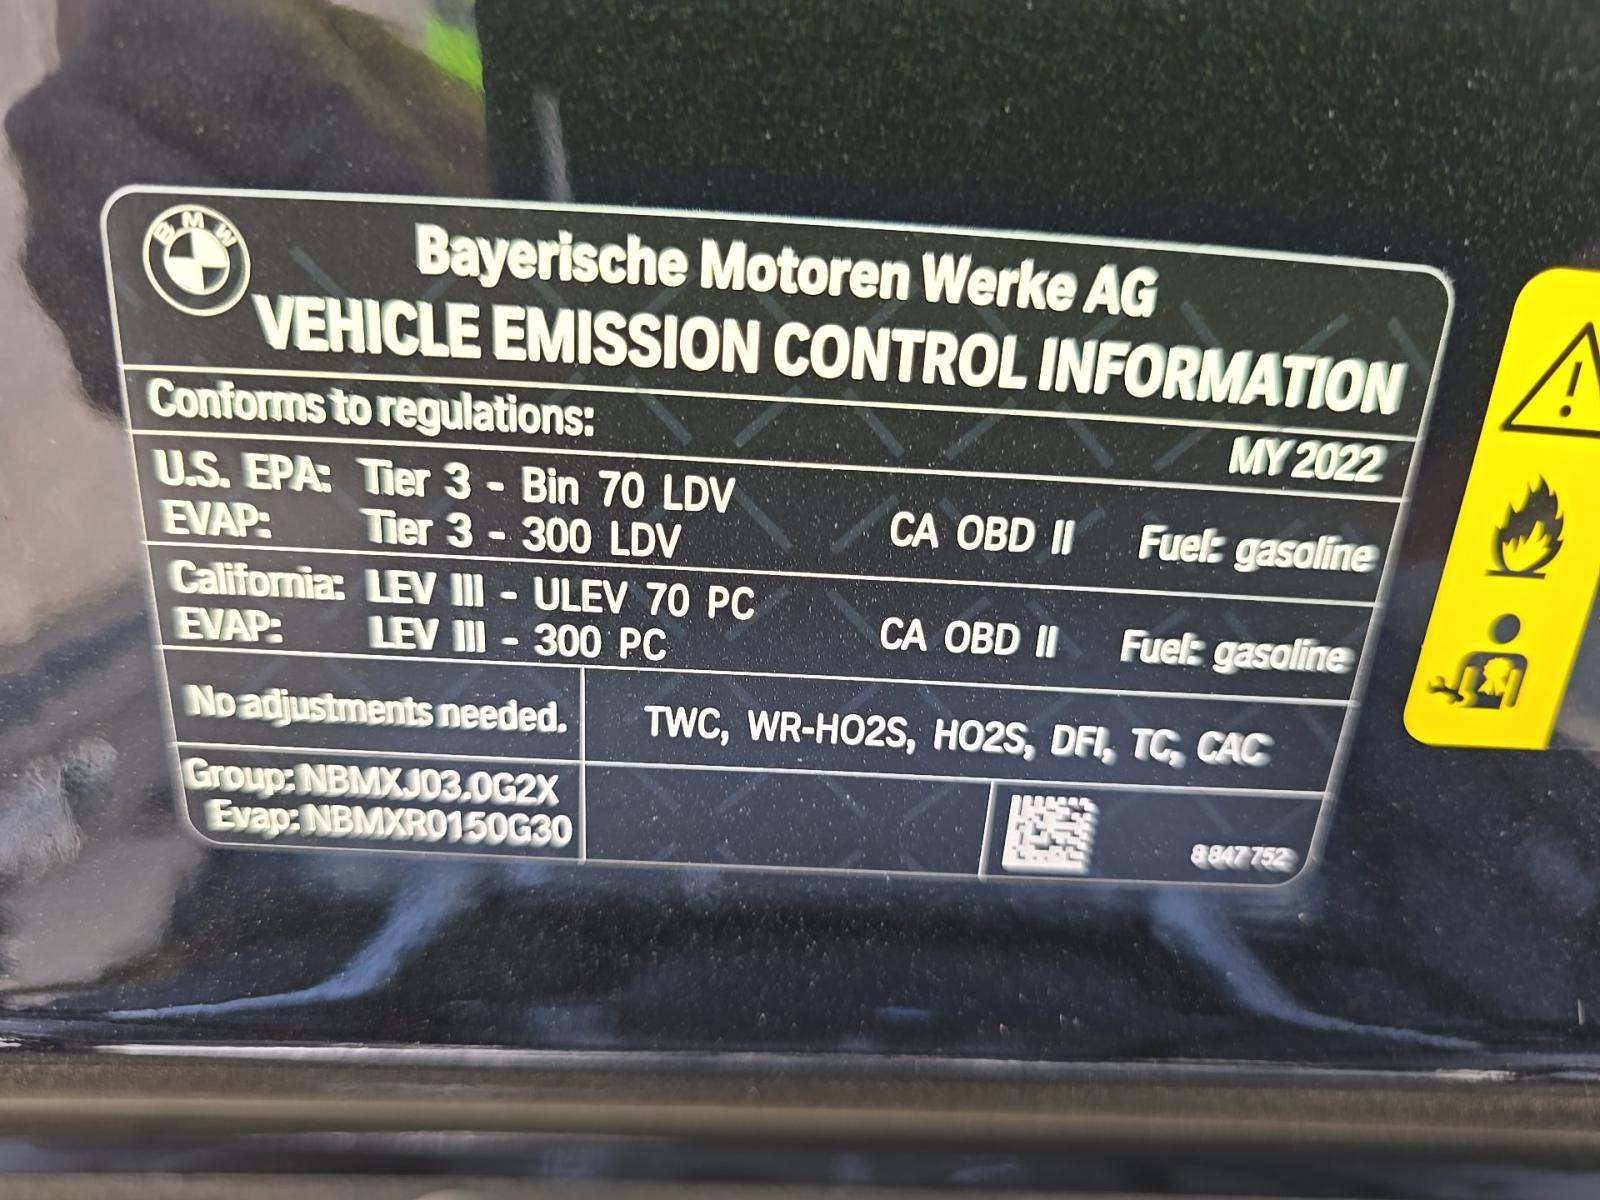 BMW
Bayerische Motoren Werke AG
VEHICLE EMISSION CONTROL INFORMATION
Conforms to regulations:
MY 2022
U.S. EPA: Tier 3 - Bin 70 LDV
EVAP: Tier 3 - 300 LDV CA OBD II Fuel: gasoline
California: LEV III - ULEV 70 PC
EVAP: LEV III - 300 PC CA OBD II Fuel: gasoline
No adjustments needed. TWC, WR-HO2S, HO2S, DFI, TC, CAC
Group: NBMXJ03.0G2X
Evap: NBMXR0150G30
8 847 752